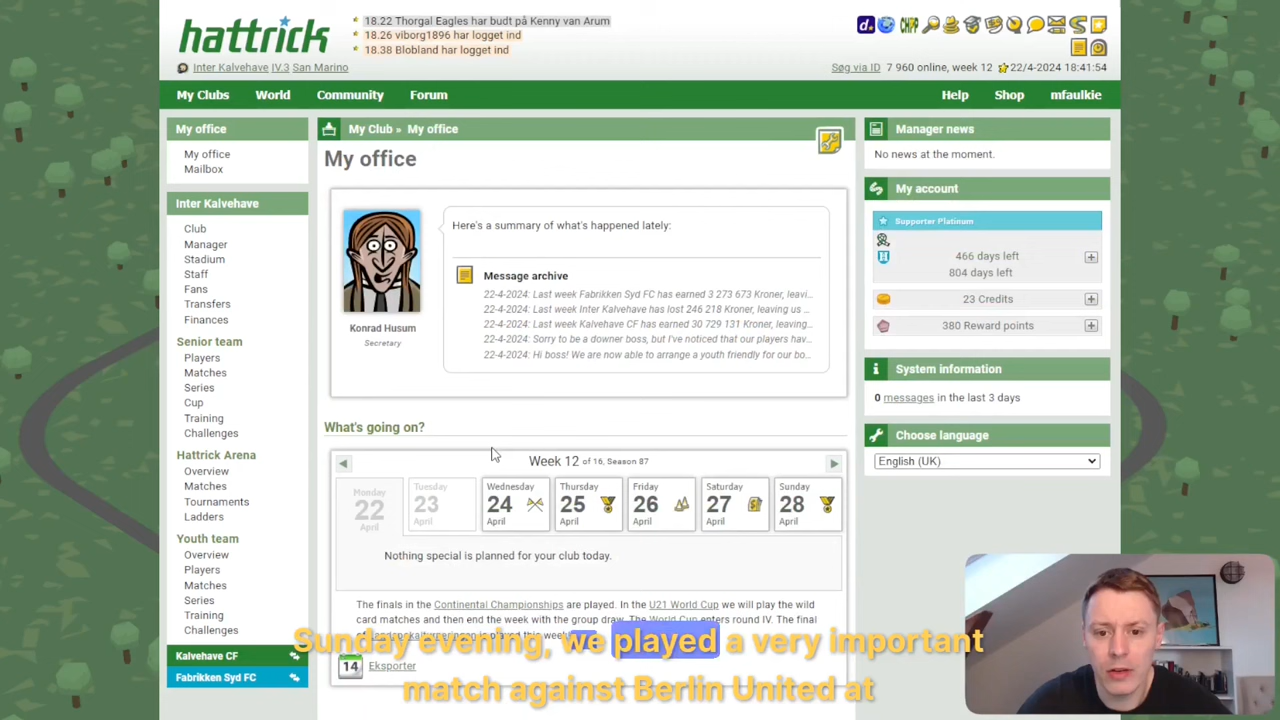 hattrick
18.22 Thorgal Eagles har budt på Kenny van Arum
18.26 viborg1896 har logget ind
18.38 Blobland har logget ind
d. CHPP
Inter Kalvehave IV.3 San Marino
Søg via ID 7 960 online, week 12 22/4-2024 18:41:54
My Clubs World Community Forum Help Shop mfaulkie
My office
My office
Mailbox
Inter Kalvehave
Club
Manager
Stadium
Staff
Fans
Transfers
Finances
Senior team
Players
Matches
Series
Cup
Training
Challenges
Hattrick Arena
Overview
Matches
Tournaments
Ladders
Youth team
Overview
Players
Matches
Series
Training
Challenges
Kalvehave CF
Fabrikken Syd FC
My Club » My office
My office
Here's a summary of what's happened lately:
Message archive
22-4-2024: Last week Fabrikken Syd FC has earned 3 273 673 Kroner, leavi...
22-4-2024: Last week Inter Kalvehave has lost 246 218 Kroner, leaving us ...
22-4-2024: Last week Kalvehave CF has earned 30 729 131 Kroner, leaving...
22-4-2024: Sorry to be a downer boss, but I've noticed that our players hav...
22-4-2024: Hi boss! We are now able to arrange a youth friendly for our bo...
Konrad Husum
Secretary
What's going on?
Week 12 of 16, Season 87
Monday 22 April
Tuesday 23 April
Wednesday 24 April
Thursday 25 April
Friday 26 April
Saturday 27 April
Sunday 28 April
Nothing special is planned for your club today.
The finals in the Continental Championships are played. In the U21 World Cup we will play the wild
card matches and then end the week with the group draw. The World Cup enters round IV. The final
14 Eksporter
Manager news
No news at the moment.
My account
Supporter Platinum
466 days left
804 days left
23 Credits
380 Reward points
System information
0 messages in the last 3 days
Choose language
English (UK)
Sunday evening, we played a very important
match against Berlin United at